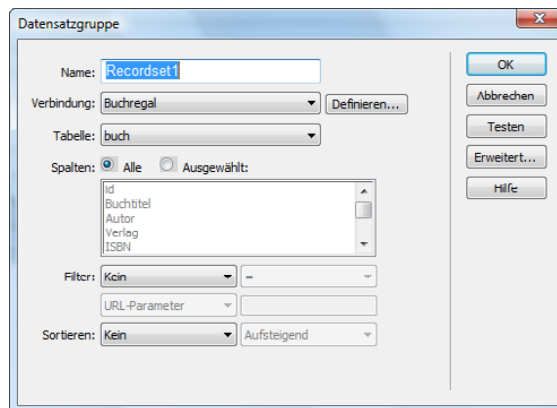 Datensatzgruppe
Name: Recordset1
OK
Verbindung: Buchregal Definieren...
Abbrechen
Tabelle: buch
Testen
Spalten: Alle Ausgewählt:
Erweitert...
Id
Buchtitel
Autor
Verlag
ISBN
Hilfe
Filter: Kein =
URL-Parameter
Sortieren: Kein Aufsteigend